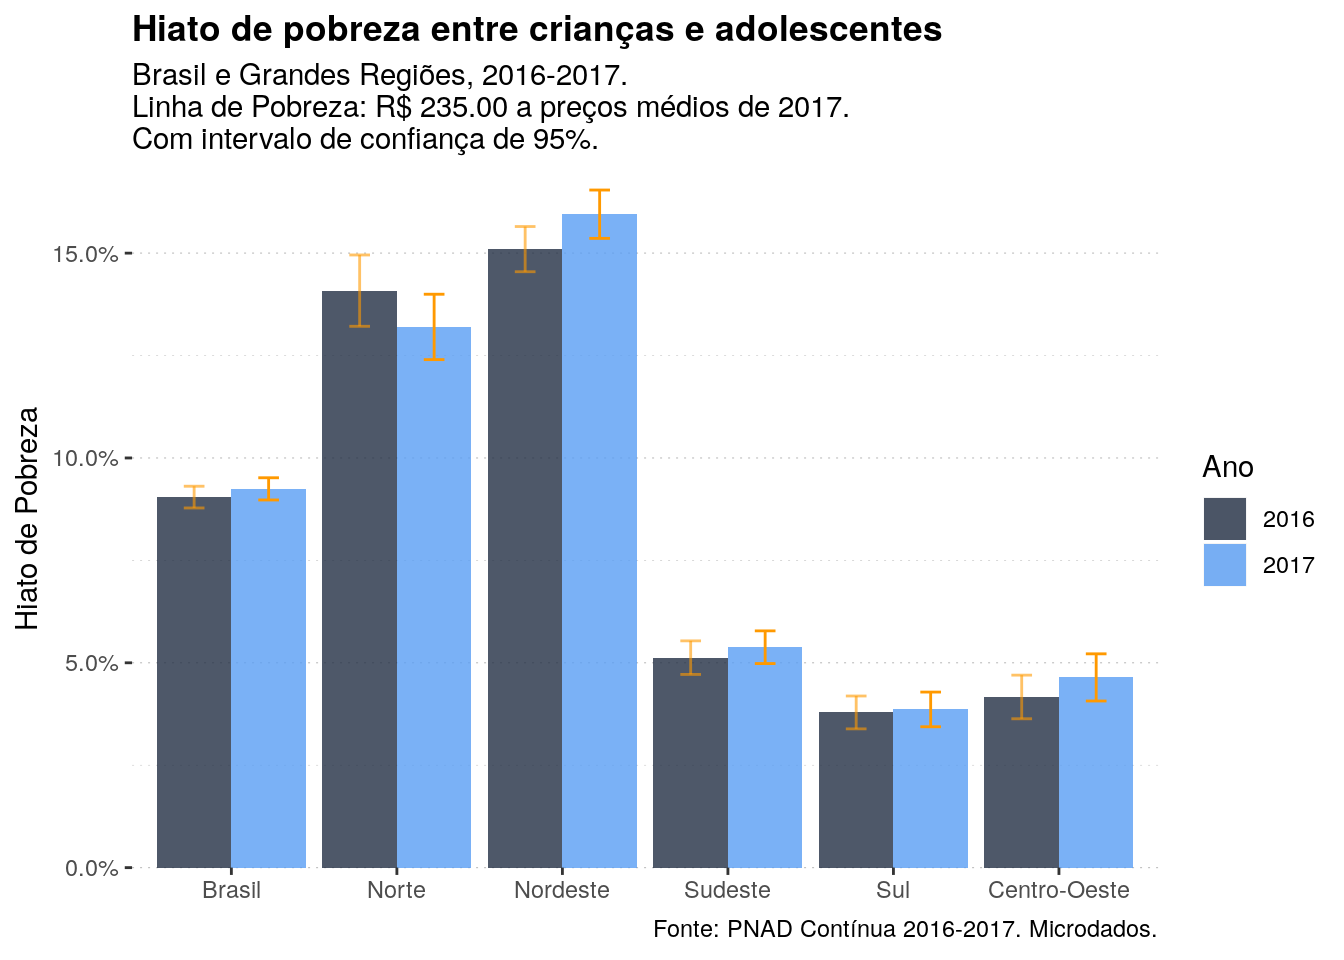 Hiato de pobreza entre crianças e adolescentes
Brasil e Grandes Regiões, 2016-2017.
Linha de Pobreza: R$ 235.00 a preços médios de 2017.
Com intervalo de confiança de 95%.
Hiato de Pobreza
15.0%
10.0%
5.0%
0.0%
Brasil
Norte
Nordeste
Sudeste
Sul
Centro-Oeste
Ano
2016
2017
Fonte: PNAD Contínua 2016-2017. Microdados.